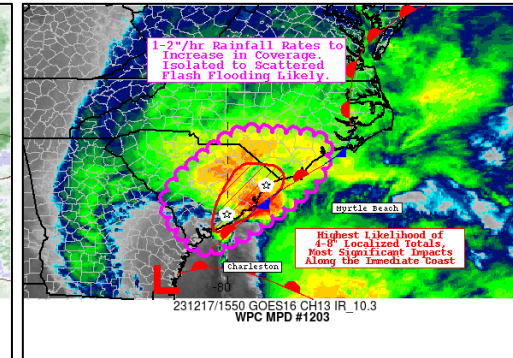 1-2"/hr Rainfall Rates to
Increase in Coverage.
Isolated to Scattered
Flash Flooding Likely.
Myrtle Beach
Highest Likelihood of
4-8" Localized Totals,
Most Significant Impacts
Along the Immediate Coast
Charleston
L
-80
231217/1550 GOES16 CH13 IR_10.3
WPC MPD #1203